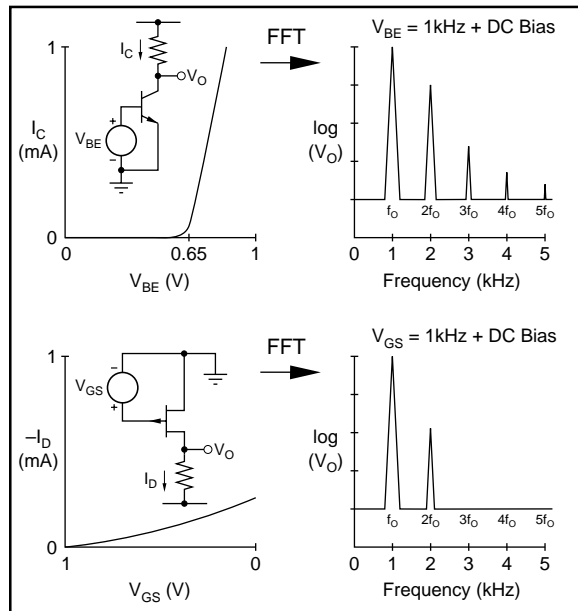 FFT
V_BE = 1kHz + DC Bias
1
I_C
(mA)
0
I_C
V_O
V_BE
+
–
0
0.65
1
V_BE (V)
log
(V_O)
f_O 2f_O 3f_O 4f_O 5f_O
0 1 2 3 4 5
Frequency (kHz)
FFT
V_GS = 1kHz + DC Bias
1
–I_D
(mA)
0
–
V_GS
+
V_O
I_D
1
0
V_GS (V)
log
(V_O)
f_O 2f_O 3f_O 4f_O 5f_O
0 1 2 3 4 5
Frequency (kHz)